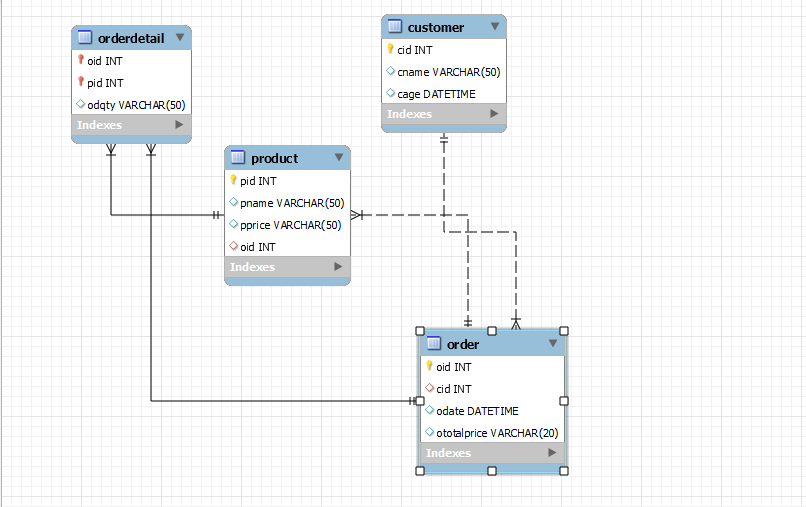 orderdetail
oid INT
pid INT
odqty VARCHAR(50)
Indexes
customer
cid INT
cname VARCHAR(50)
cage DATETIME
Indexes
product
pid INT
pname VARCHAR(50)
pprice VARCHAR(50)
oid INT
Indexes
order
oid INT
cid INT
odate DATETIME
ototalprice VARCHAR(20)
Indexes